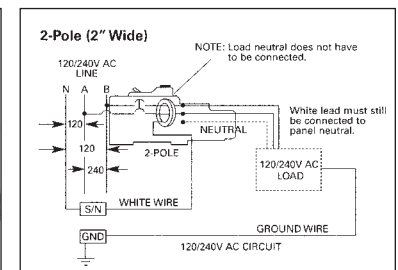 2-Pole (2" Wide)
NOTE: Load neutral does not have
to be connected.
120/240V AC
LINE
N A B
White lead must still
be connected to
panel neutral.
120
NEUTRAL
120
2-POLE
240
120/240V AC
LOAD
S/N
WHITE WIRE
GND
GROUND WIRE
120/240V AC CIRCUIT